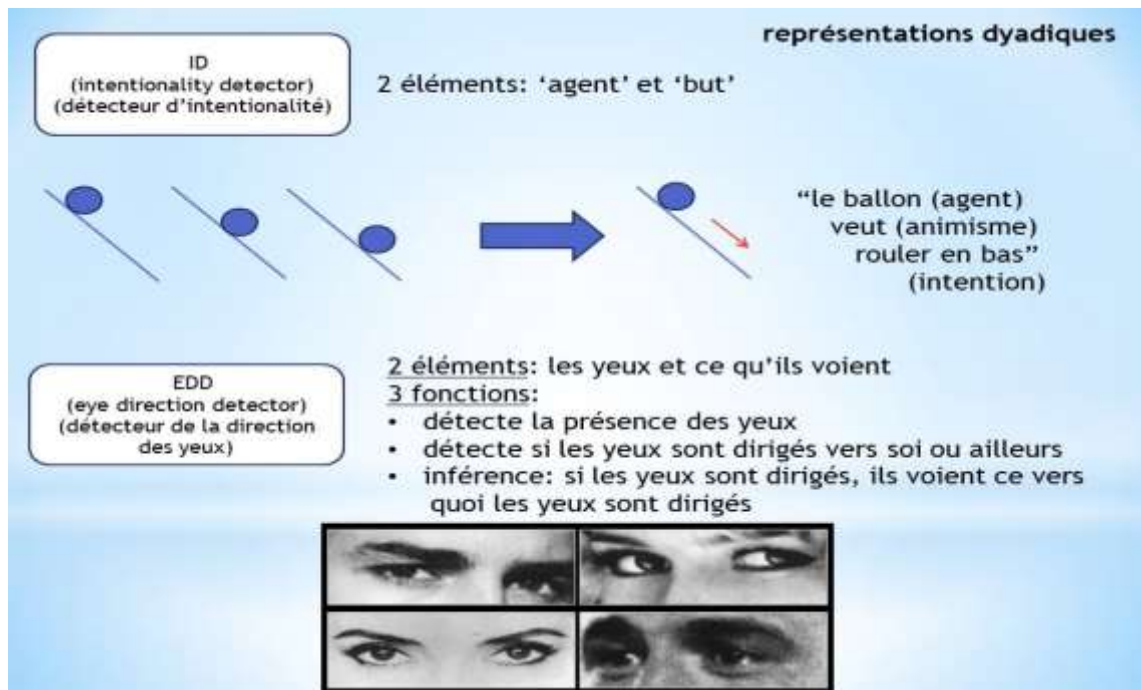 représentations dyadiques
ID
(intentionality detector)
(détecteur d'intentionalité)
2 éléments: 'agent' et 'but'
“le ballon (agent)
veut (animisme)
rouler en bas”
(intention)
EDD
(eye direction detector)
(détecteur de la direction
des yeux)
2 éléments: les yeux et ce qu'ils voient
3 fonctions:
• détecte la présence des yeux
• détecte si les yeux sont dirigés vers soi ou ailleurs
• inférence: si les yeux sont dirigés, ils voient ce vers
quoi les yeux sont dirigés